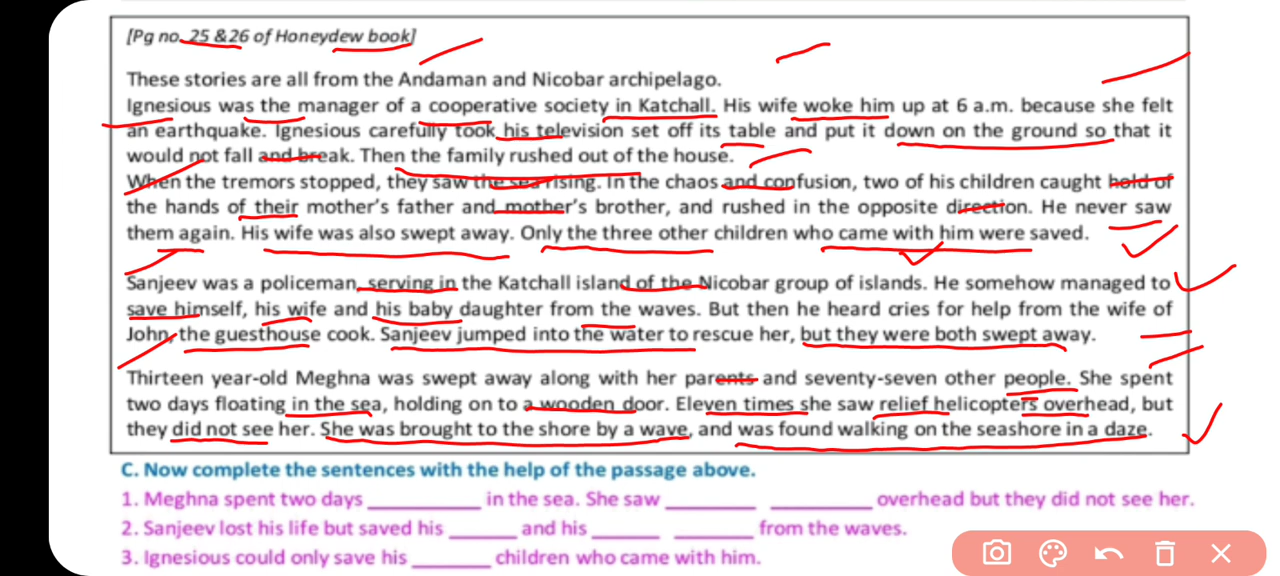 [Pg no. 25 &26 of Honeydew book]
These stories are all from the Andaman and Nicobar archipelago.
Ignesious was the manager of a cooperative society in Katchall. His wife woke him up at 6 a.m. because she felt
an earthquake. Ignesious carefully took his television set off its table and put it down on the ground so that it
would not fall and break. Then the family rushed out of the house.
When the tremors stopped, they saw the sea rising. In the chaos and confusion, two of his children caught hold of
the hands of their mother's father and mother's brother, and rushed in the opposite direction. He never saw
them again. His wife was also swept away. Only the three other children who came with him were saved.
Sanjeev was a policeman, serving in the Katchall island of the Nicobar group of islands. He somehow managed to
save himself, his wife and his baby daughter from the waves. But then he heard cries for help from the wife of
John, the guesthouse cook. Sanjeev jumped into the water to rescue her, but they were both swept away.
Thirteen year-old Meghna was swept away along with her parents and seventy-seven other people. She spent
two days floating in the sea, holding on to a wooden door. Eleven times she saw relief helicopters overhead, but
they did not see her. She was brought to the shore by a wave, and was found walking on the seashore in a daze.
C. Now complete the sentences with the help of the passage above.
1. Meghna spent two days __________ in the sea. She saw ________ _________ overhead but they did not see her.
2. Sanjeev lost his life but saved his ______ and his ______ _______ from the waves.
3. Ignesious could only save his _______ children who came with him.